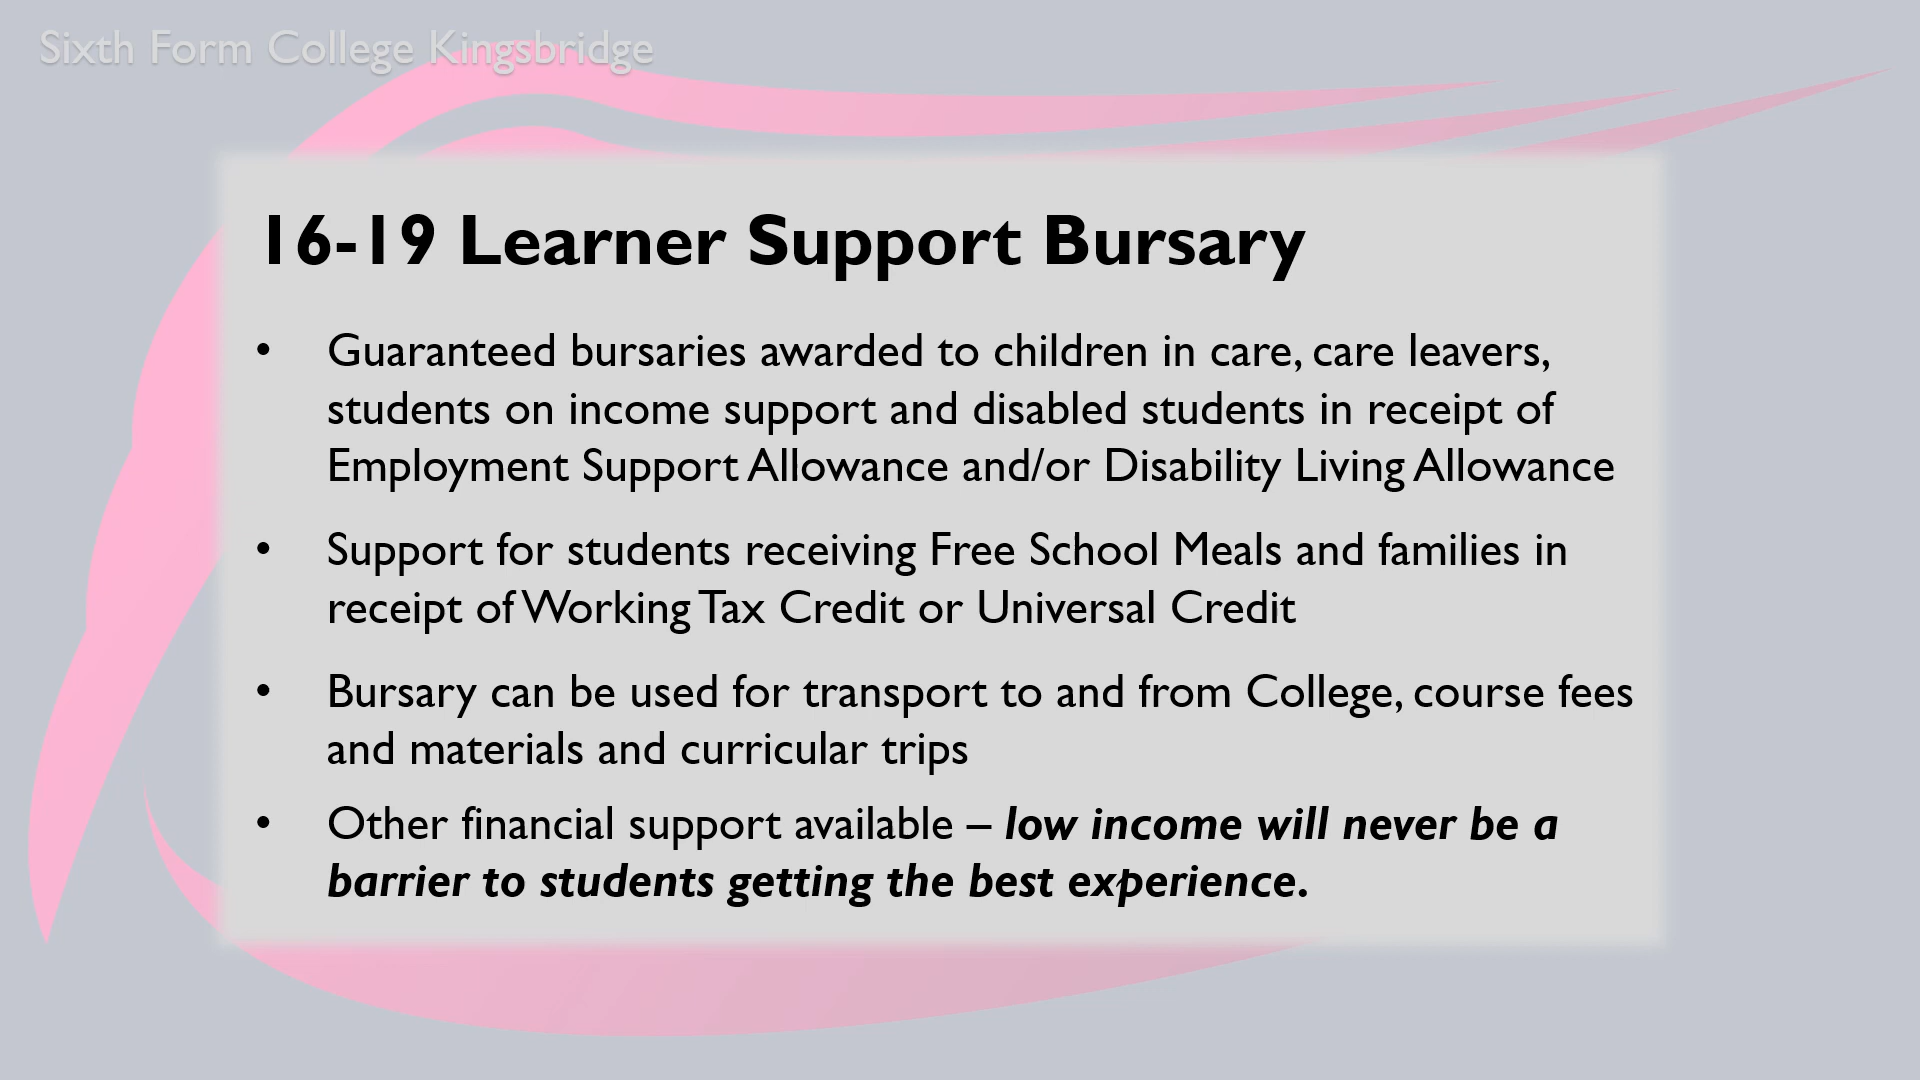 Sixth Form College Kingsbridge
16-19 Learner Support Bursary
• Guaranteed bursaries awarded to children in care, care leavers,
students on income support and disabled students in receipt of
Employment Support Allowance and/or Disability Living Allowance
• Support for students receiving Free School Meals and families in
receipt of Working Tax Credit or Universal Credit
• Bursary can be used for transport to and from College, course fees
and materials and curricular trips
• Other financial support available – low income will never be a
barrier to students getting the best experience.